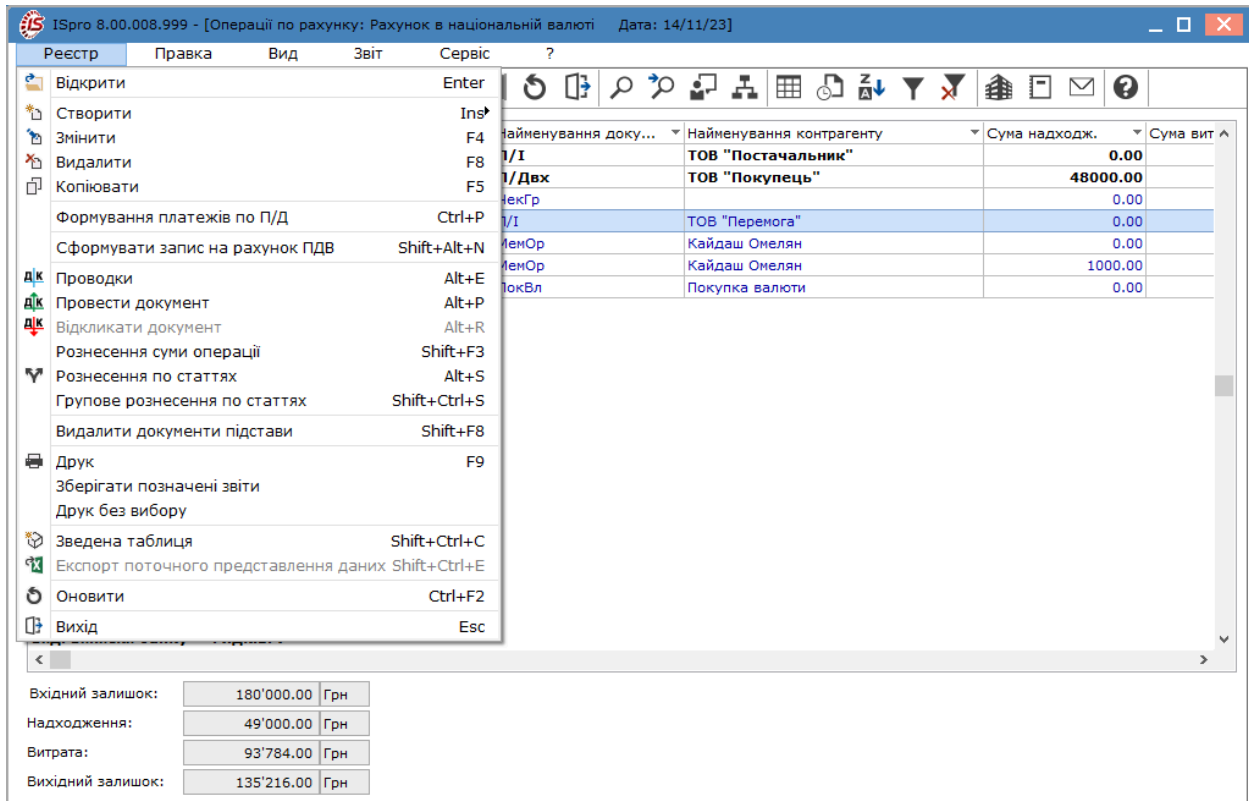 ISpro 8.00.008.999 - [Операції по рахунку: Рахунок в національній валюті Дата: 14/11/23]
Реєстр Правка Вид Звіт Сервіс ?
Відкрити Enter
Створити Ins
Змінити F4
Видалити F8
Копіювати F5
Формування платежів по П/Д Ctrl+P
Сформувати запис на рахунок ПДВ Shift+Alt+N
Проводки Alt+E
Провести документ Alt+P
Відкликати документ Alt+R
Рознесення суми операції Shift+F3
Рознесення по статтях Alt+S
Групове рознесення по статтях Shift+Ctrl+S
Видалити документи підстави Shift+F8
Друк F9
Зберігати позначені звіти
Друк без вибору
Зведена таблиця Shift+Ctrl+C
Експорт поточного представлення даних Shift+Ctrl+E
Оновити Ctrl+F2
Вихід Esc
Найменування доку... Найменування контрагенту Сума надходж. Сума вит
П/І ТОВ "Постачальник" 0.00
П/Двх ТОВ "Покупець" 48000.00
НекГр 0.00
П/І ТОВ "Перемога" 0.00
МемОр Кайдаш Омелян 0.00
МемОр Кайдаш Омелян 1000.00
ПокВл Покупка валюти 0.00
Вхідний залишок: 180'000.00 Грн
Надходження: 49'000.00 Грн
Витрата: 93'784.00 Грн
Вихідний залишок: 135'216.00 Грн